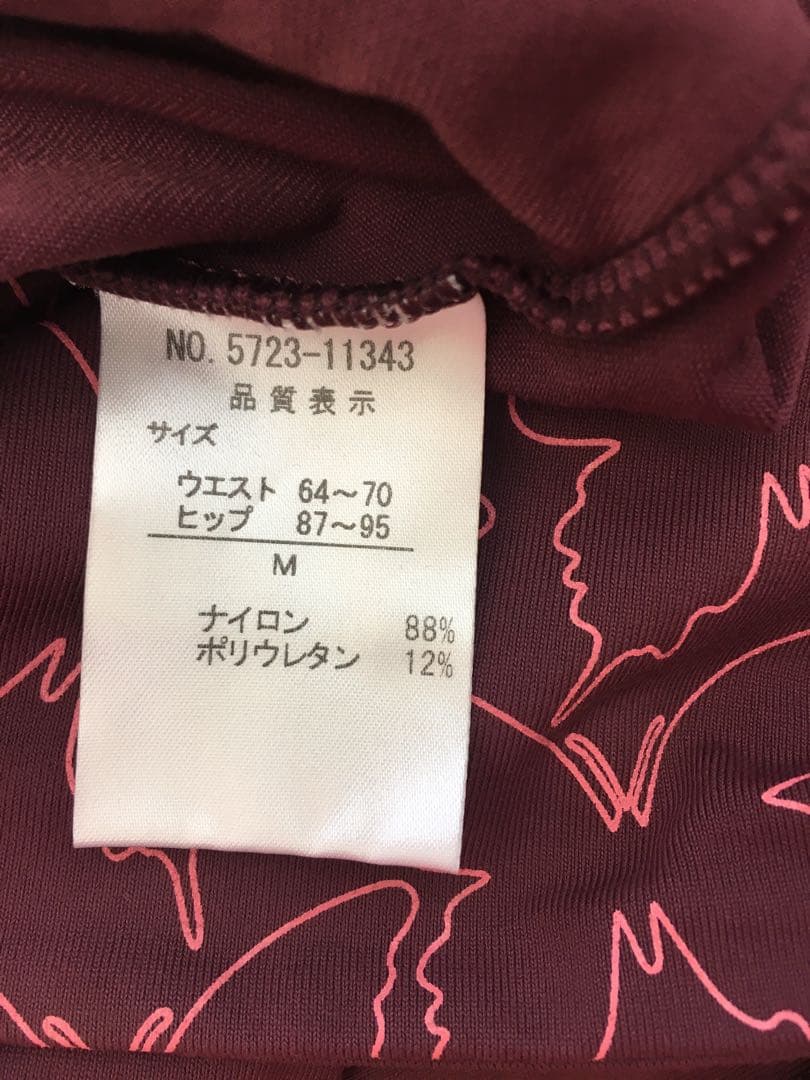 NO. 5723-11343
品質表示
サイズ
ウエスト 64～70
ヒップ 87～95
M
ナイロン 88%
ポリウレタン 12%